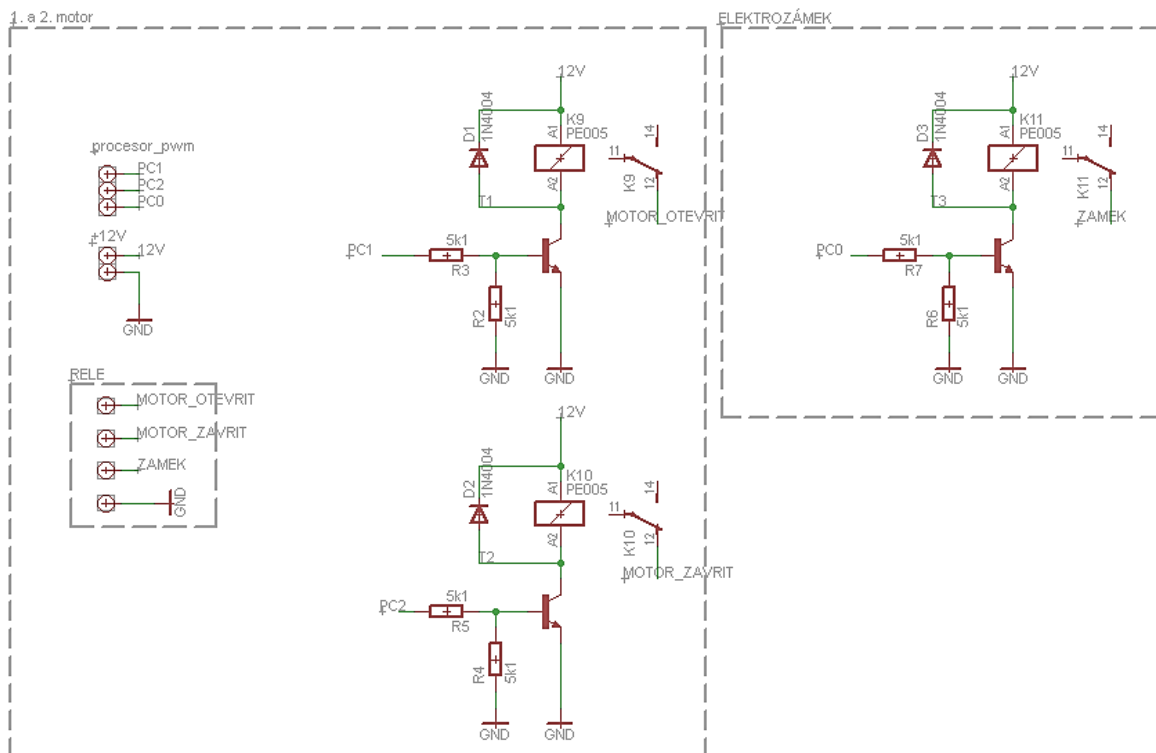 1. a 2. motor
procesor_pwm
PC1
PC2
PC0
+12V
12V
GND
RELE
MOTOR_OTEVRIT
MOTOR_ZAVRIT
ZAMEK
GND
12V
D1
1N4004
A1
K9
PE005
A2
14
11
12
K9
T1
MOTOR_OTEVRIT
PC1
5k1
R3
R2
5k1
GND
GND
12V
D2
1N4004
A1
K10
PE005
A2
14
11
12
K10
T2
MOTOR_ZAVRIT
PC2
5k1
R5
R4
5k1
GND
GND
ELEKTROZÁMEK
12V
D3
1N4004
A1
K11
PE005
A2
14
11
12
K11
T3
ZAMEK
PC0
5k1
R7
R6
5k1
GND
GND